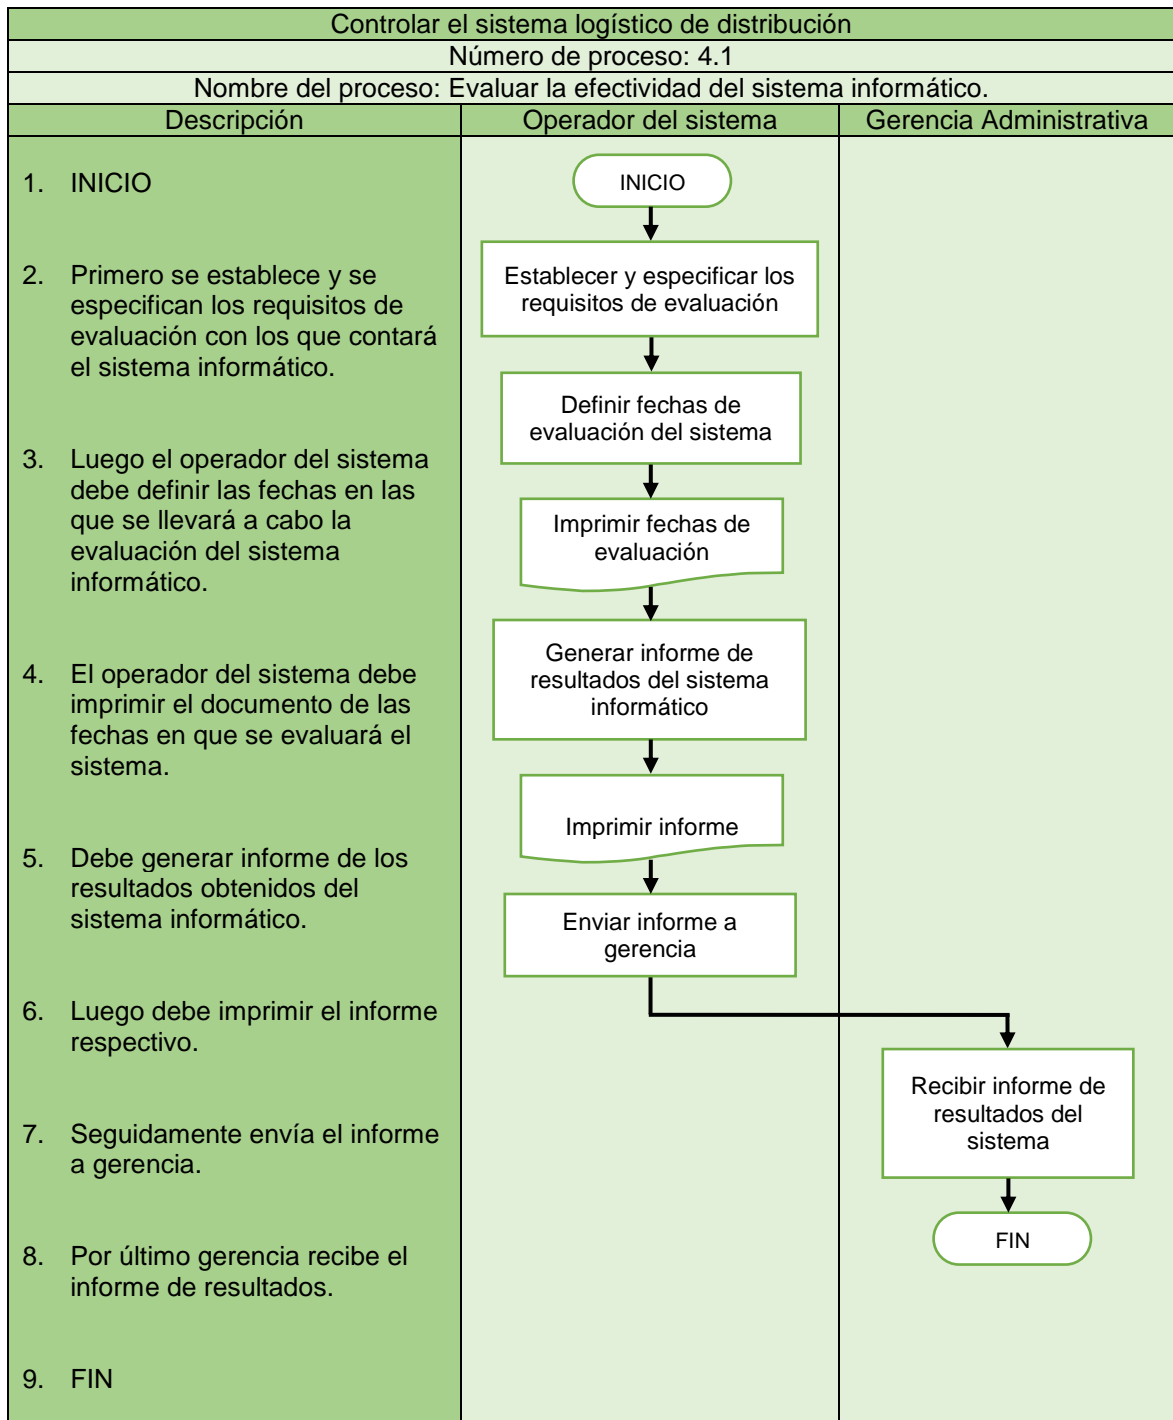 Controlar el sistema logístico de distribución
Número de proceso: 4.1
Nombre del proceso: Evaluar la efectividad del sistema informático.
Descripción
Operador del sistema
Gerencia Administrativa
1. INICIO
2. Primero se establece y se
especifican los requisitos de
evaluación con los que contará
el sistema informático.
3. Luego el operador del sistema
debe definir las fechas en las
que se llevará a cabo la
evaluación del sistema
informático.
4. El operador del sistema debe
imprimir el documento de las
fechas en que se evaluará el
sistema.
5. Debe generar informe de los
resultados obtenidos del
sistema informático.
6. Luego debe imprimir el informe
respectivo.
7. Seguidamente envía el informe
a gerencia.
8. Por último gerencia recibe el
informe de resultados.
9. FIN
INICIO
Establecer y especificar los
requisitos de evaluación
Definir fechas de
evaluación del sistema
Imprimir fechas de
evaluación
Generar informe de
resultados del sistema
informático
Imprimir informe
Enviar informe a
gerencia
Recibir informe de
resultados del
sistema
FIN